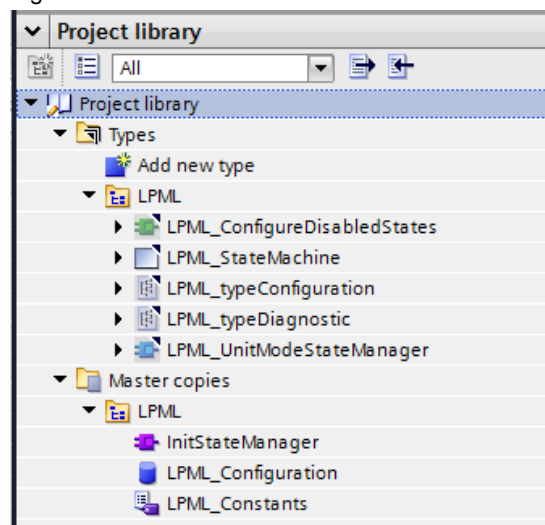 Project library
All
Project library
Types
Add new type
LPML
LPML_ConfigureDisabledStates
LPML_StateMachine
LPML_typeConfiguration
LPML_typeDiagnostic
LPML_UnitModeStateManager
Master copies
LPML
InitStateManager
LPML_Configuration
LPML_Constants